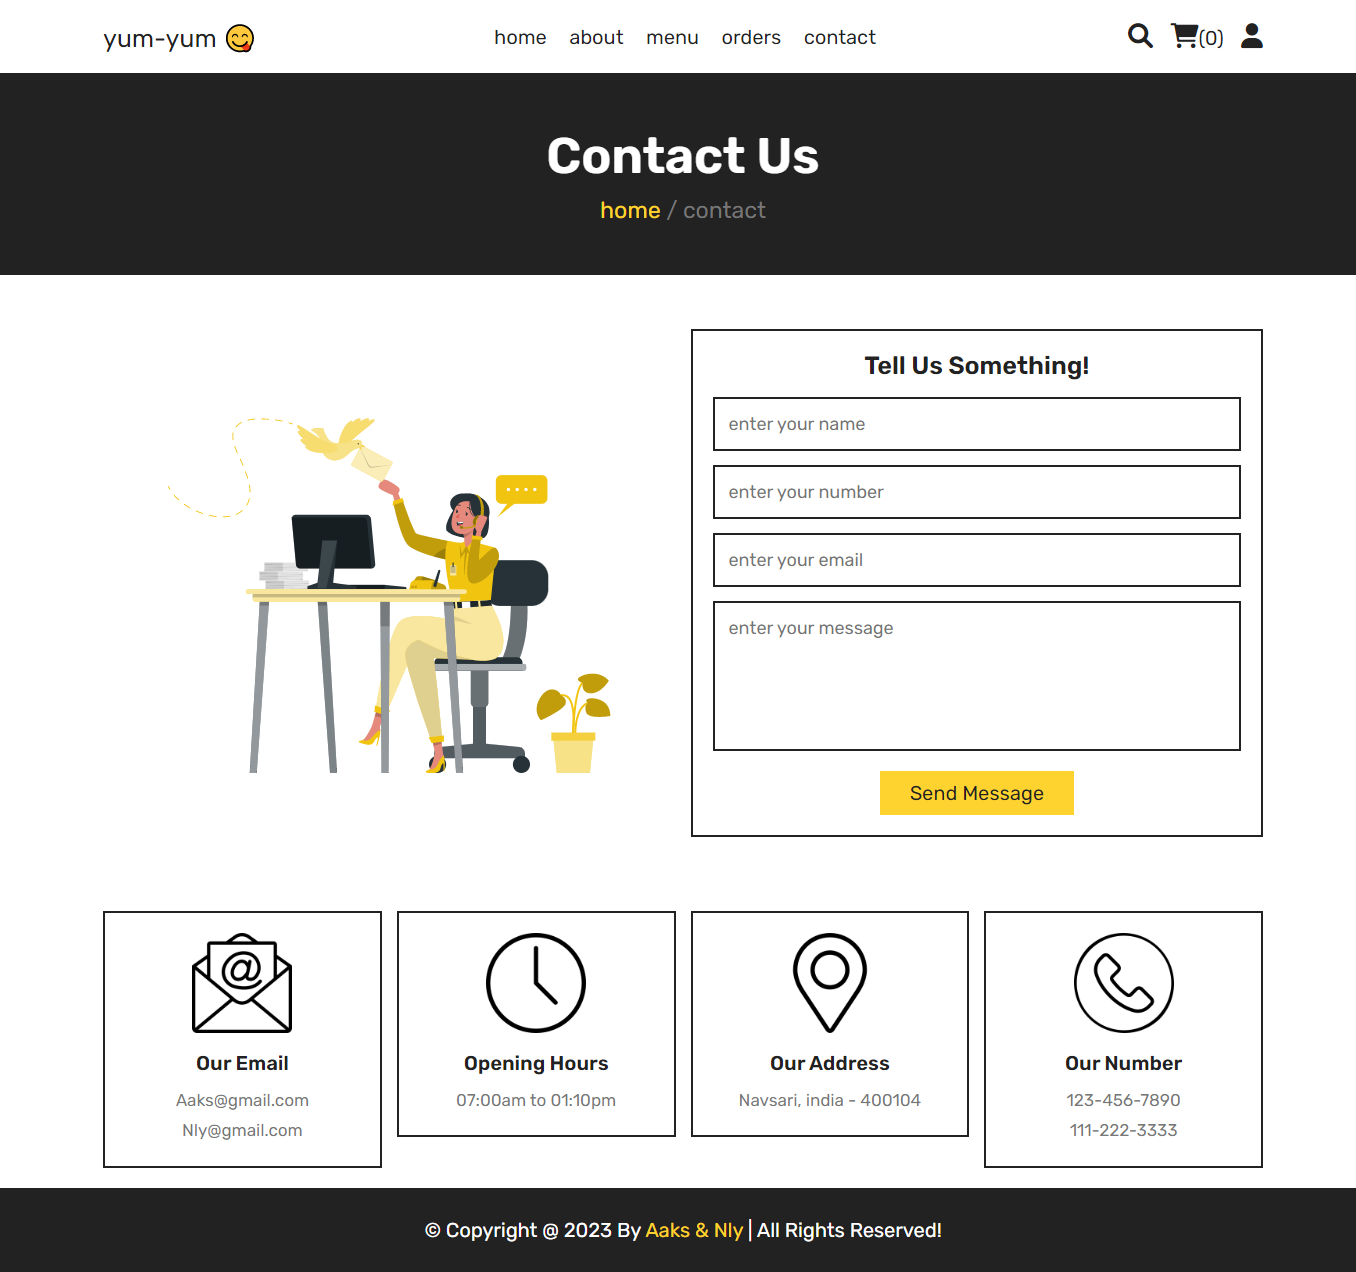 yum-yum 😋
home about menu orders contact
(0)
Contact Us
home / contact
Tell Us Something!
enter your name
enter your number
enter your email
enter your message
Send Message
@
Our Email
Aaks@gmail.com
Nly@gmail.com
Opening Hours
07:00am to 01:10pm
Our Address
Navsari, india - 400104
Our Number
123-456-7890
111-222-3333
© Copyright @ 2023 By Aaks & Nly | All Rights Reserved!